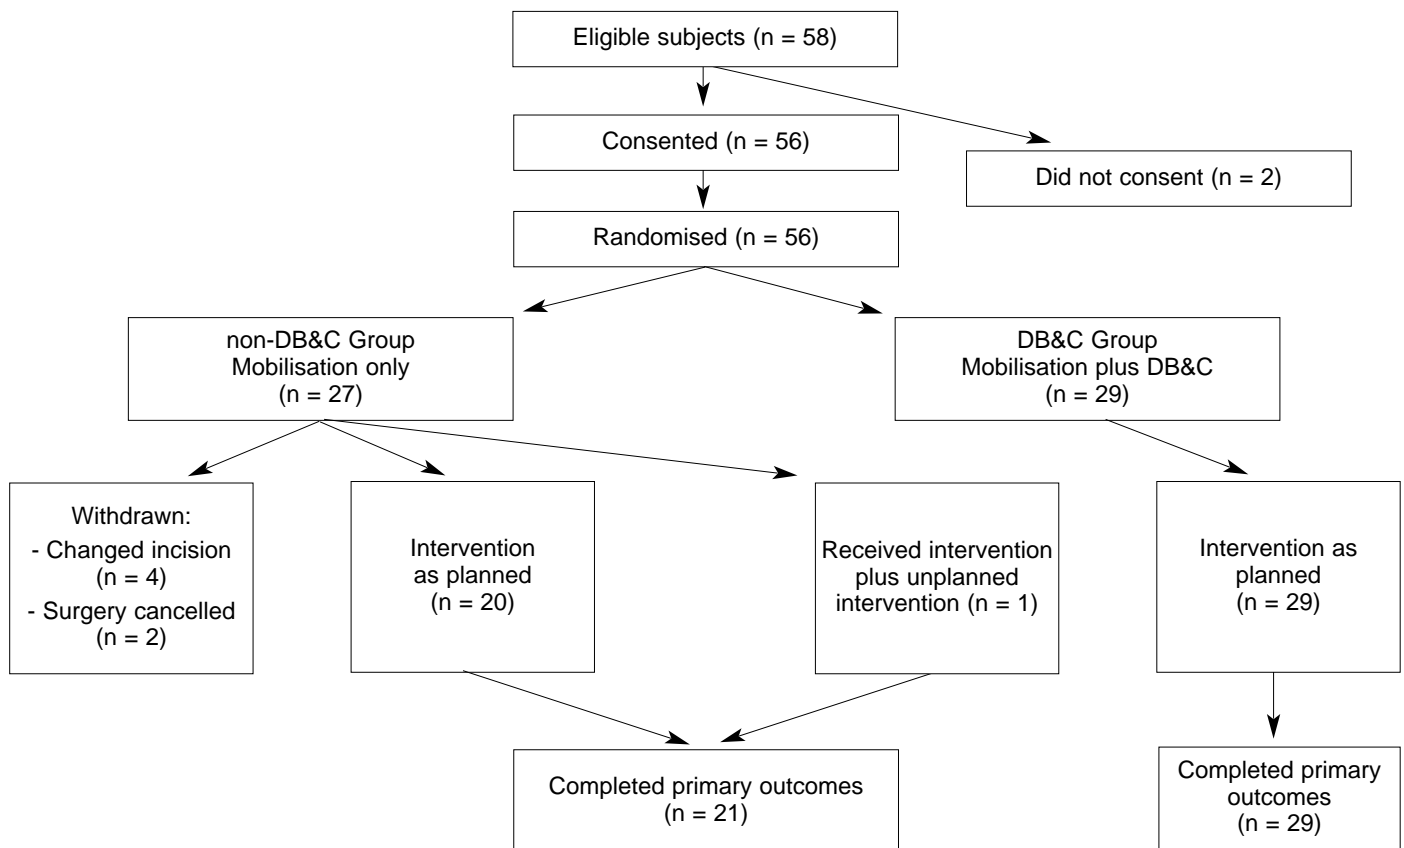 Eligible subjects (n = 58)
Consented (n = 56)
Did not consent (n = 2)
Randomised (n = 56)
non-DB&C Group
Mobilisation only
(n = 27)
DB&C Group
Mobilisation plus DB&C
(n = 29)
Withdrawn:
- Changed incision
(n = 4)
- Surgery cancelled
(n = 2)
Intervention
as planned
(n = 20)
Received intervention
plus unplanned
intervention (n = 1)
Intervention as
planned
(n = 29)
Completed primary outcomes
(n = 21)
Completed primary
outcomes
(n = 29)